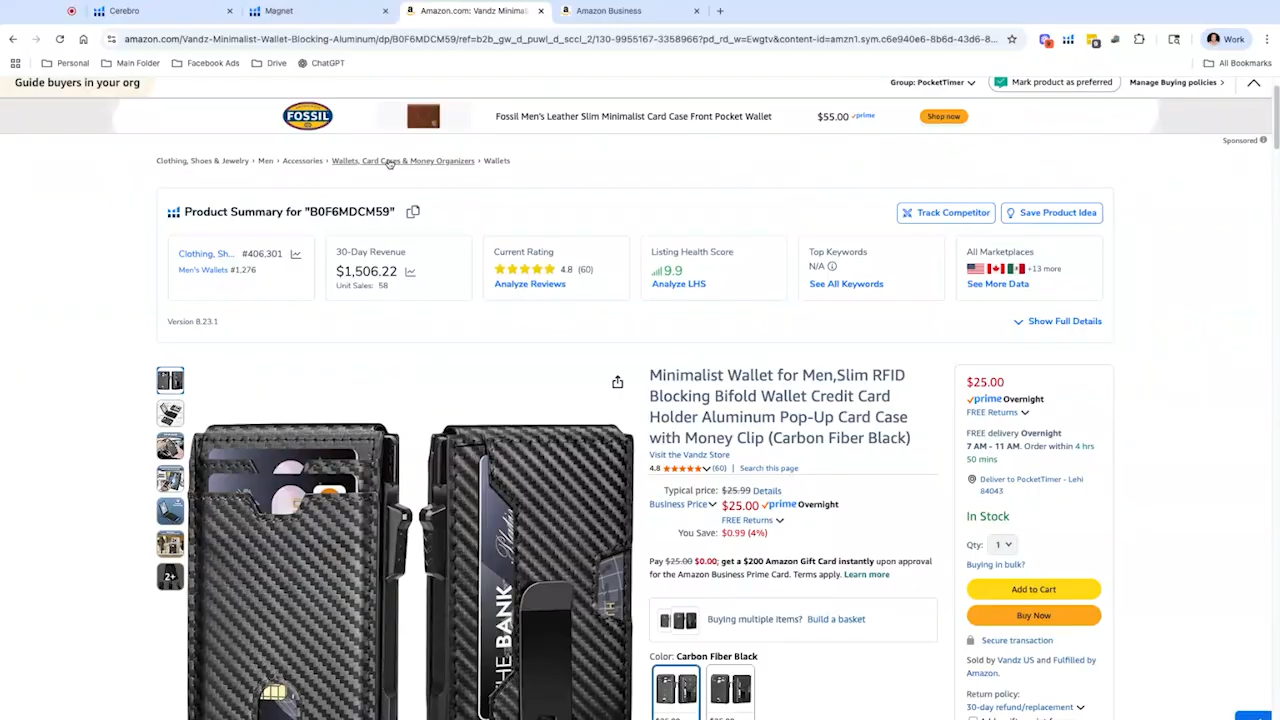 Cerebro
Magnet
Amazon.com: Vandz Minima
Amazon Business
amazon.com/Vandz-Minimalist-Wallet-Blocking-Aluminum/dp/B0F6MDCM59/ref=b2b_gw_d_puwl_d_sccl_2/130-9955167-3358966?pd_rd_w=Ewgtv&content-id=amzn1.sym.c6e940e6-8b6d-43d6-8...
Work
Personal
Main Folder
Facebook Ads
Drive
ChatGPT
All Bookmarks
Guide buyers in your org
Group: PocketTimer
Mark product as preferred
Manage Buying policies
FOSSIL
Fossil Men's Leather Slim Minimalist Card Case Front Pocket Wallet
$55.00 prime
Shop now
Sponsored
Clothing, Shoes & Jewelry › Men › Accessories › Wallets, Card Cases & Money Organizers › Wallets
Product Summary for "B0F6MDCM59"
Track Competitor
Save Product Idea
Clothing, Sh... #406,301
Men's Wallets #1,276
30-Day Revenue
$1,506.22
Unit Sales: 58
Current Rating
4.8 (60)
Analyze Reviews
Listing Health Score
9.9
Analyze LHS
Top Keywords
N/A
See All Keywords
All Marketplaces
+13 more
See More Data
Version 8.23.1
Show Full Details
2+
THE BANK
Minimalist Wallet for Men,Slim RFID
Blocking Bifold Wallet Credit Card
Holder Aluminum Pop-Up Card Case
with Money Clip (Carbon Fiber Black)
Visit the Vandz Store
4.8 (60) | Search this page
Typical price: $25.99 Details
Business Price $25.00 prime Overnight
FREE Returns
You Save: $0.99 (4%)
Pay $25.00 $0.00; get a $200 Amazon Gift Card instantly upon approval
for the Amazon Business Prime Card. Terms apply. Learn more
Buying multiple items? Build a basket
Color: Carbon Fiber Black
$25.00
prime Overnight
FREE Returns
FREE delivery Overnight
7 AM - 11 AM. Order within 4 hrs
50 mins
Deliver to PocketTimer - Lehi
84043
In Stock
Qty: 1
Buying in bulk?
Add to Cart
Buy Now
Secure transaction
Sold by Vandz US and Fulfilled by
Amazon.
Return policy:
30-day refund/replacement